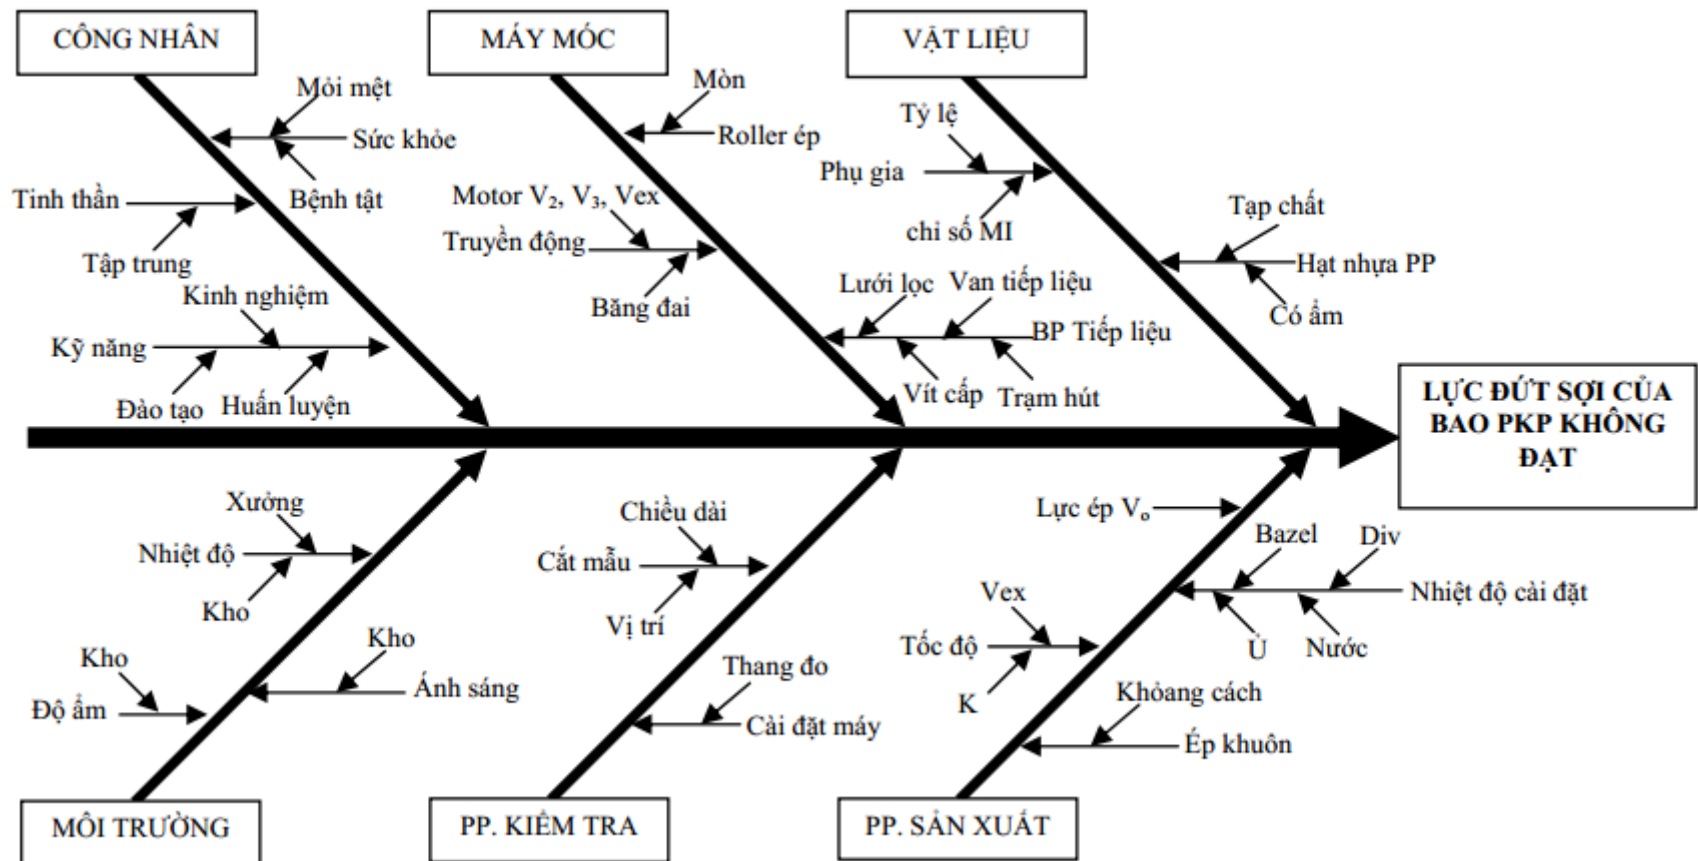 CÔNG NHÂN
MÁY MÓC
VẬT LIỆU
Mỏi mệt
Sức khỏe
Bệnh tật
Tinh thần
Tập trung
Kinh nghiệm
Kỹ năng
Đào tạo
Huấn luyện
Mòn
Roller ép
Motor V₂, V₃, Vex
Truyền động
Băng đai
Lưới lọc
Van tiếp liệu
BP Tiếp liệu
Vít cấp
Trạm hút
Tỷ lệ
Phụ gia
chỉ số MI
Tạp chất
Hạt nhựa PP
Có ẩm
LỰC ĐỨT SỢI CỦA
BAO PKP KHÔNG
ĐẠT
Xưởng
Nhiệt độ
Kho
Kho
Độ ẩm
Kho
Ánh sáng
Chiều dài
Cắt mẫu
Vị trí
Thang đo
Cài đặt máy
Lực ép Vₒ
Bazel
Div
Nhiệt độ cài đặt
Ủ
Nước
Vex
Tốc độ
K
Khỏang cách
Ép khuôn
MÔI TRƯỜNG
PP. KIỂM TRA
PP. SẢN XUẤT